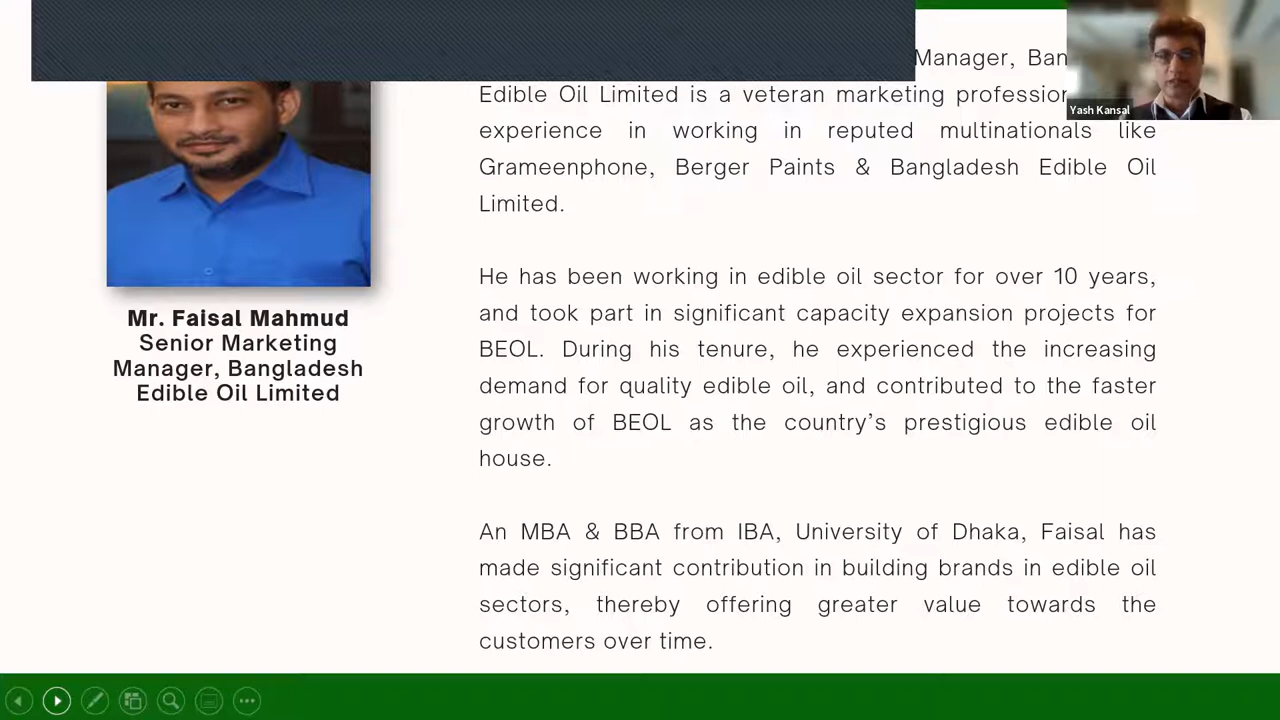 Manager,
Yash Kansal
Edible Oil Limited is a veteran marketing
experience in working in reputed multinationals like
Grameenphone, Berger Paints & Bangladesh Edible Oil
Limited.
He has been working in edible oil sector for over 10 years,
and took part in significant capacity expansion projects for
BEOL. During his tenure, he experienced the increasing
demand for quality edible oil, and contributed to the faster
growth of BEOL as the country’s prestigious edible oil
house.
An MBA & BBA from IBA, University of Dhaka, Faisal has
made significant contribution in building brands in edible oil
sectors, thereby offering greater value towards the
customers over time.
Mr. Faisal Mahmud
Senior Marketing
Manager, Bangladesh
Edible Oil Limited